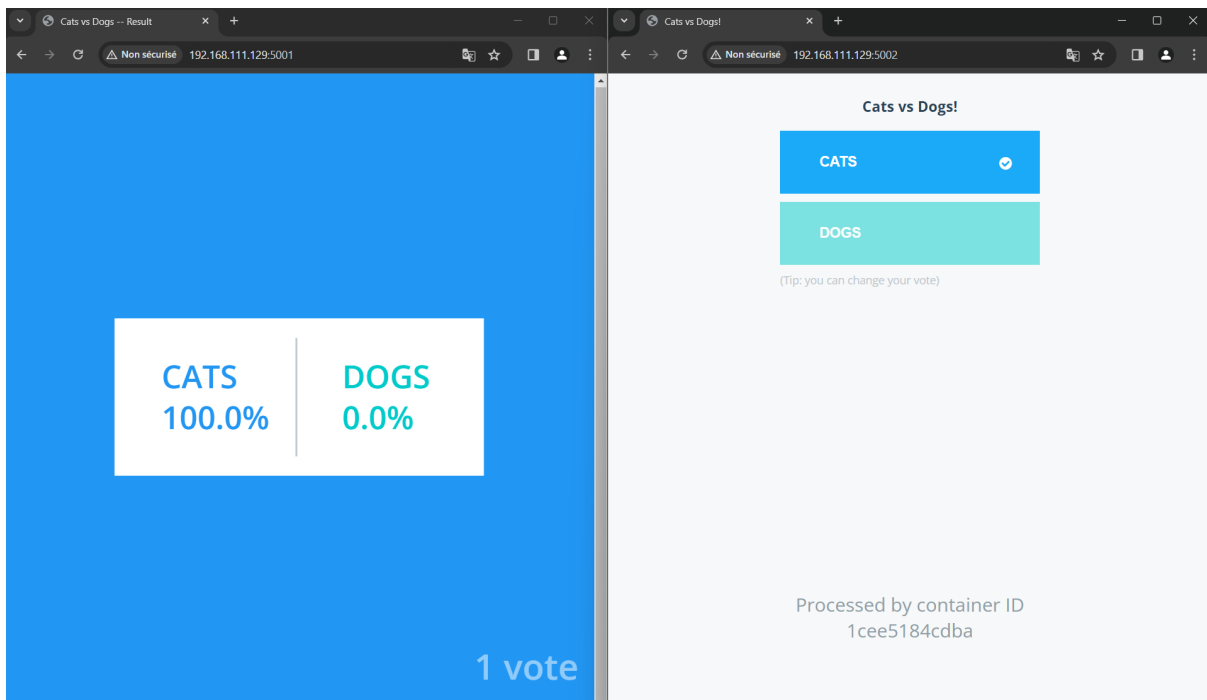 Cats vs Dogs -- Result
Non sécurisé 192.168.111.129:5001
CATS
100.0%
DOGS
0.0%
1 vote
Cats vs Dogs!
Non sécurisé 192.168.111.129:5002
Cats vs Dogs!
CATS
DOGS
(Tip: you can change your vote)
Processed by container ID
1cee5184cdba